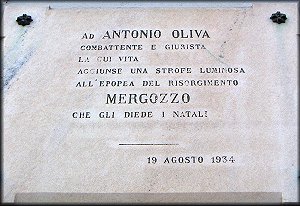 AD ANTONIO OLIVA
COMBATTENTE E GIURISTA
LA CUI VITA
AGGIUNSE UNA STROFE LUMINOSA
ALL'EPOPEA DEL RISORGIMENTO
MERGOZZO
CHE GLI DIEDE I NATALI
19 AGOSTO 1934